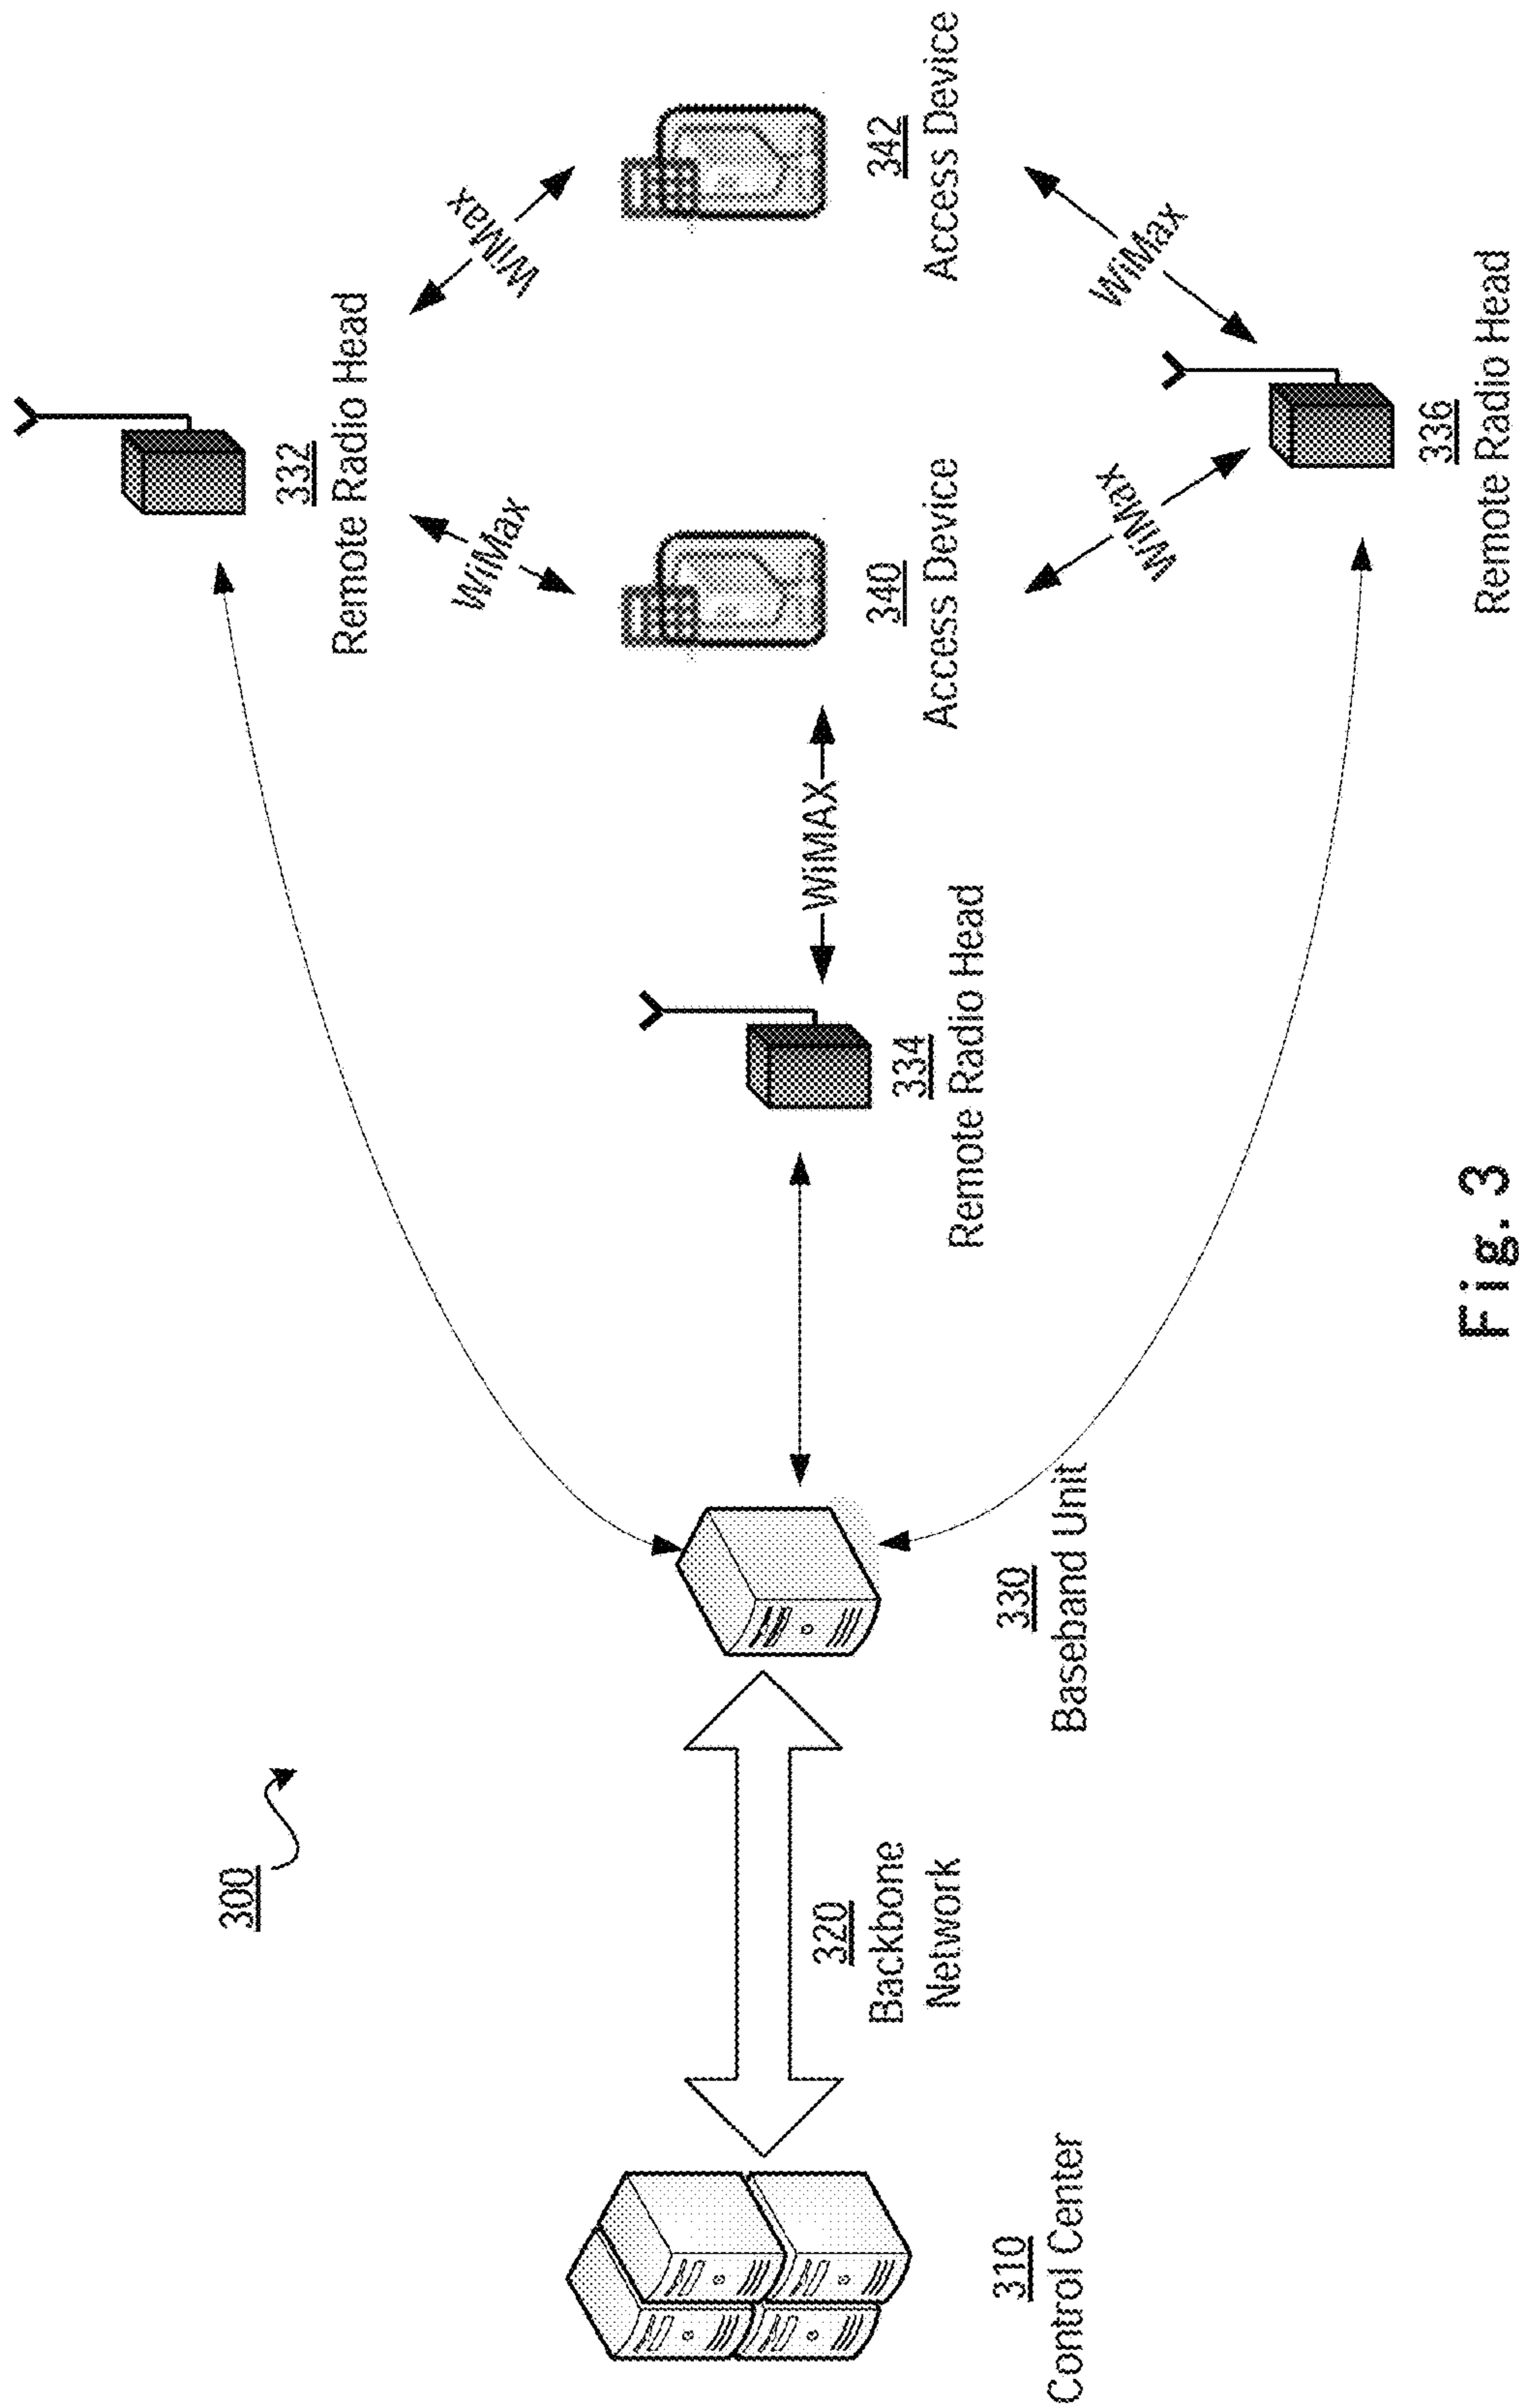 300
332
Remote Radio Head
WiMax
WiMax
310
Control Center
320
Backbone
Network
330
Baseband Unit
334
Remote Radio Head
WiMAX
340
Access Device
342
Access Device
WiMax
WiMax
336
Remote Radio Head
Fig. 3